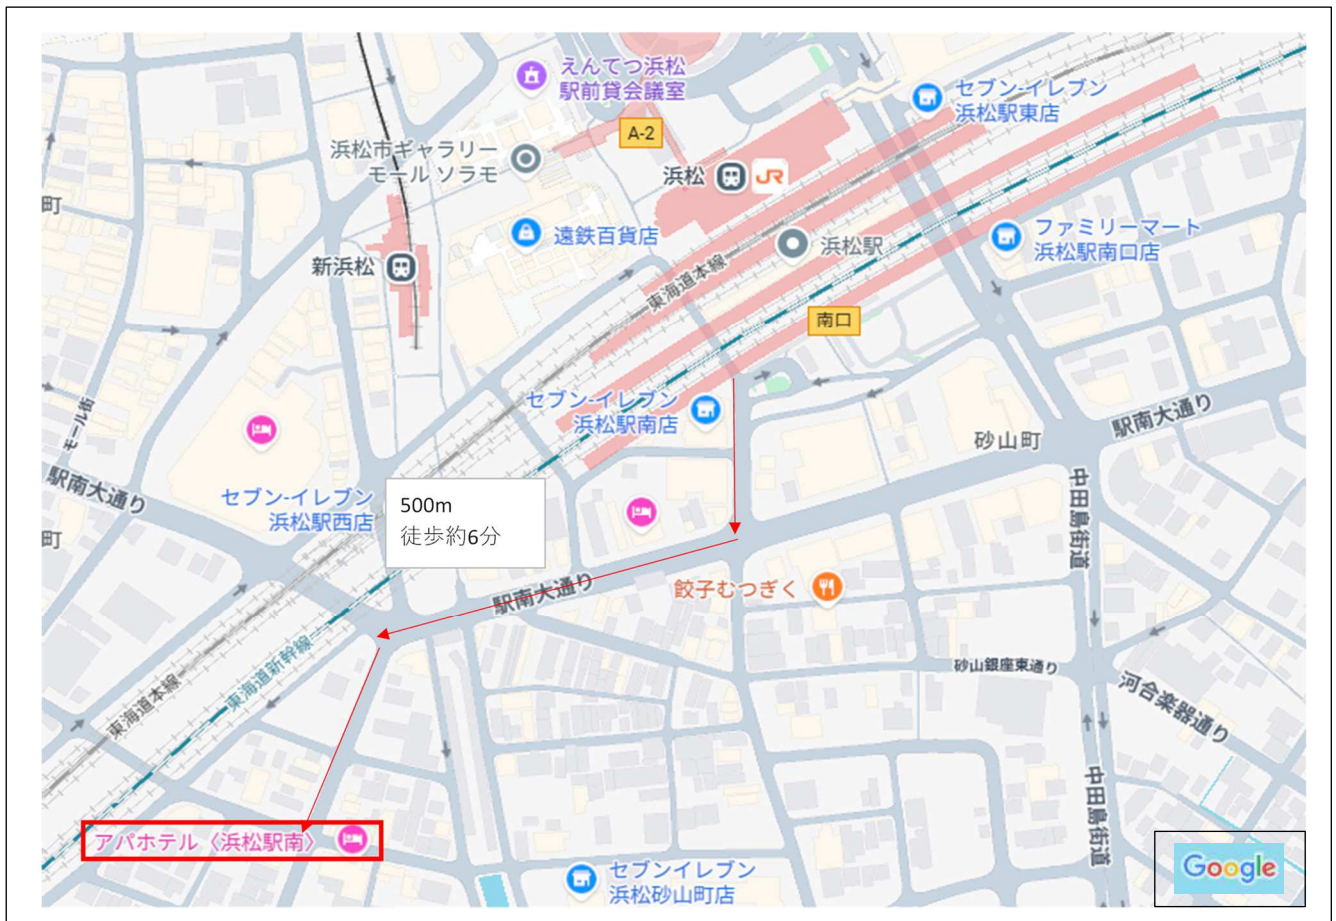 えんてつ浜松
駅前貸会議室
セブン-イレブン
浜松駅東店
A-2
浜松市ギャラリー
モール ソラモ
浜松
JR
町
遠鉄百貨店
ファミリーマート
浜松駅南口店
浜松駅
新浜松
東海道本線
南口
セブン-イレブン
浜松駅南店
モール街
駅南大通り
砂山町
駅南大通り
セブン-イレブン
浜松駅西店
500m
徒歩約6分
中田島街道
町
駅南大通り
餃子むつぎく
東海道新幹線
東海道本線
砂山銀座東通り
河合楽器通り
中田島街道
アパホテル〈浜松駅南〉
セブンイレブン
浜松砂山町店
Google